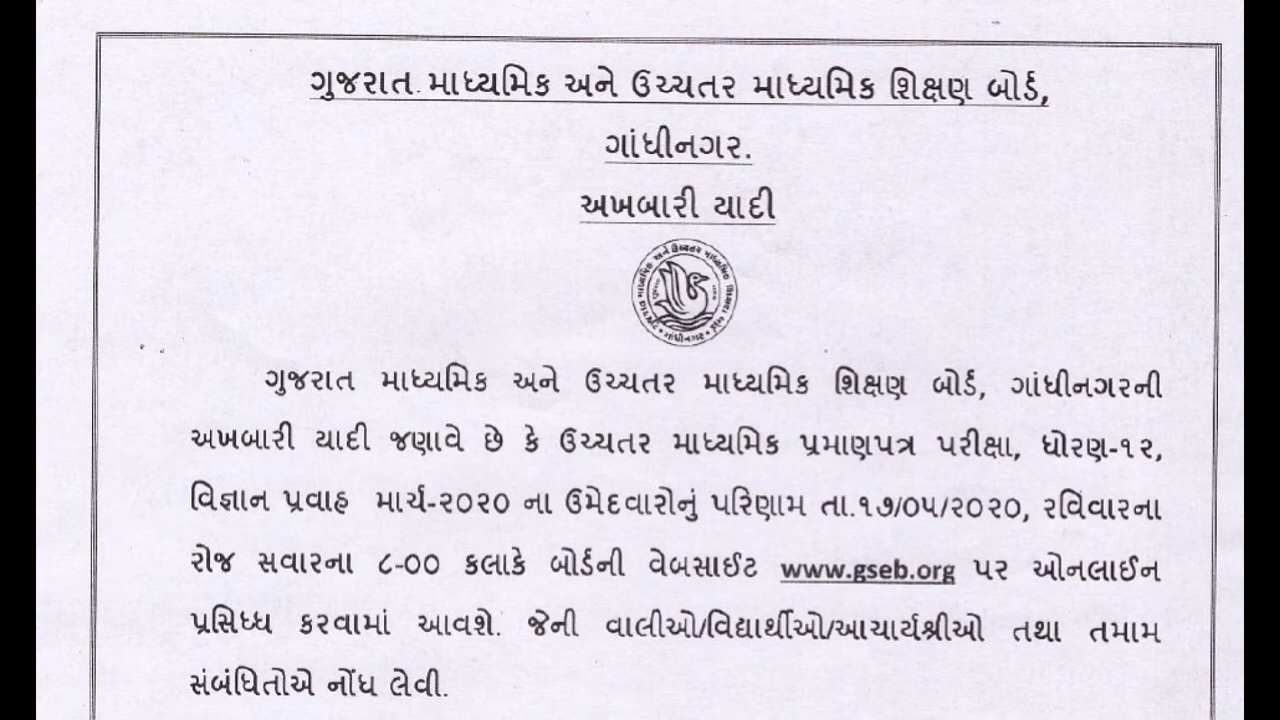 ગુજરાત માધ્યમિક અને ઉચ્ચતર માધ્યમિક શિક્ષણ બોર્ડ,
ગાંધીનગર.
અખબારી યાદી
ગુજરાત માધ્યમિક અને ઉચ્ચતર માધ્યમિક શિક્ષણ બોર્ડ, ગાંધીનગરની
અખબારી યાદી જણાવે છે કે ઉચ્ચતર માધ્યમિક પ્રમાણપત્ર પરીક્ષા, ધોરણ-૧૨,
વિજ્ઞાન પ્રવાહ માર્ચ-૨૦૨૦ ના ઉમેદવારોનું પરિણામ તા.૧૭/૦૫/૨૦૨૦, રવિવારના
રોજ સવારના ૮-૦૦ કલાકે બોર્ડની વેબસાઈટ www.gseb.org પર ઓનલાઈન
પ્રસિધ્ધ કરવામાં આવશે. જેની વાલીઓ/વિદ્યાર્થીઓ/આચાર્યશ્રીઓ તથા તમામ
સંબંધિતોએ નોંધ લેવી.